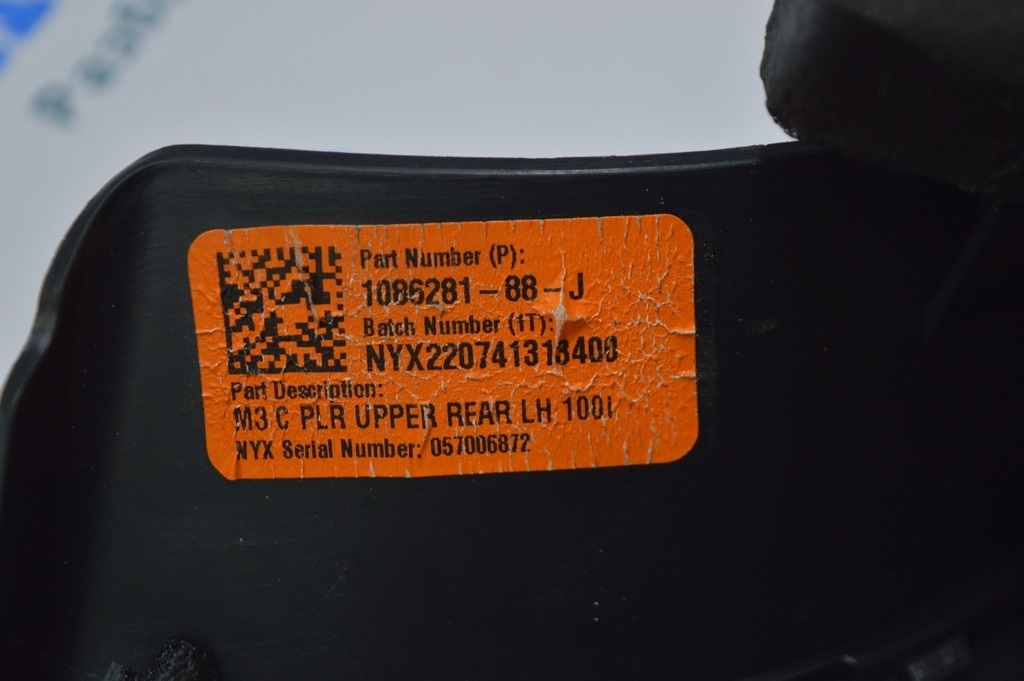 Part Number (P):
1086281-88-J
Batch Number (1T):
NYX220741313400
Part Description:
M3 C PLR UPPER REAR LH 100I
NYX Serial Number: 057006872